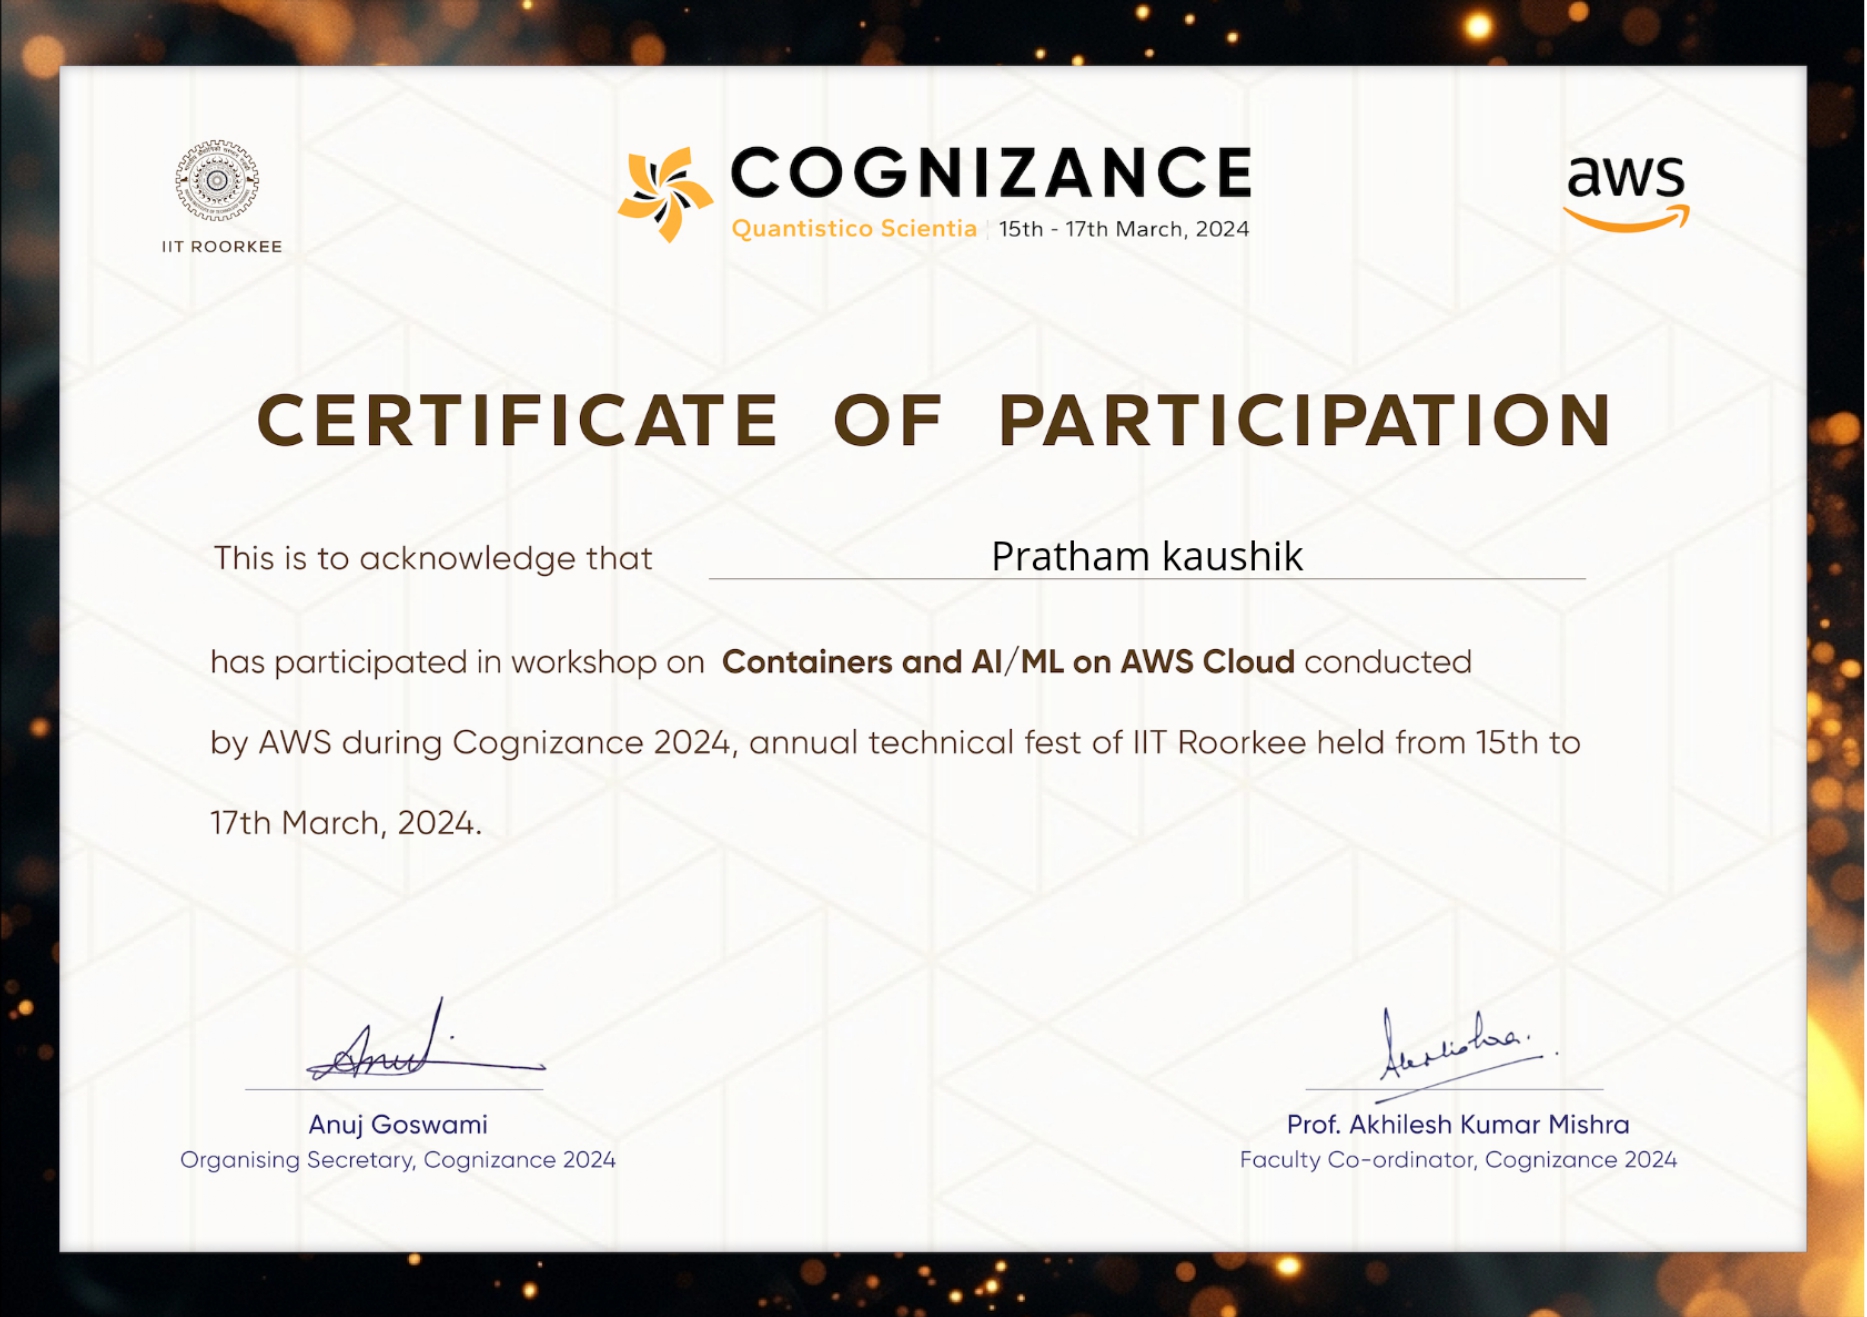 IIT ROORKEE
COGNIZANCE
Quantistico Scientia | 15th - 17th March, 2024
aws
CERTIFICATE OF PARTICIPATION
This is to acknowledge that Pratham kaushik
has participated in workshop on Containers and AI/ML on AWS Cloud conducted
by AWS during Cognizance 2024, annual technical fest of IIT Roorkee held from 15th to
17th March, 2024.
Anuj Goswami
Organising Secretary, Cognizance 2024
Prof. Akhilesh Kumar Mishra
Faculty Co-ordinator, Cognizance 2024